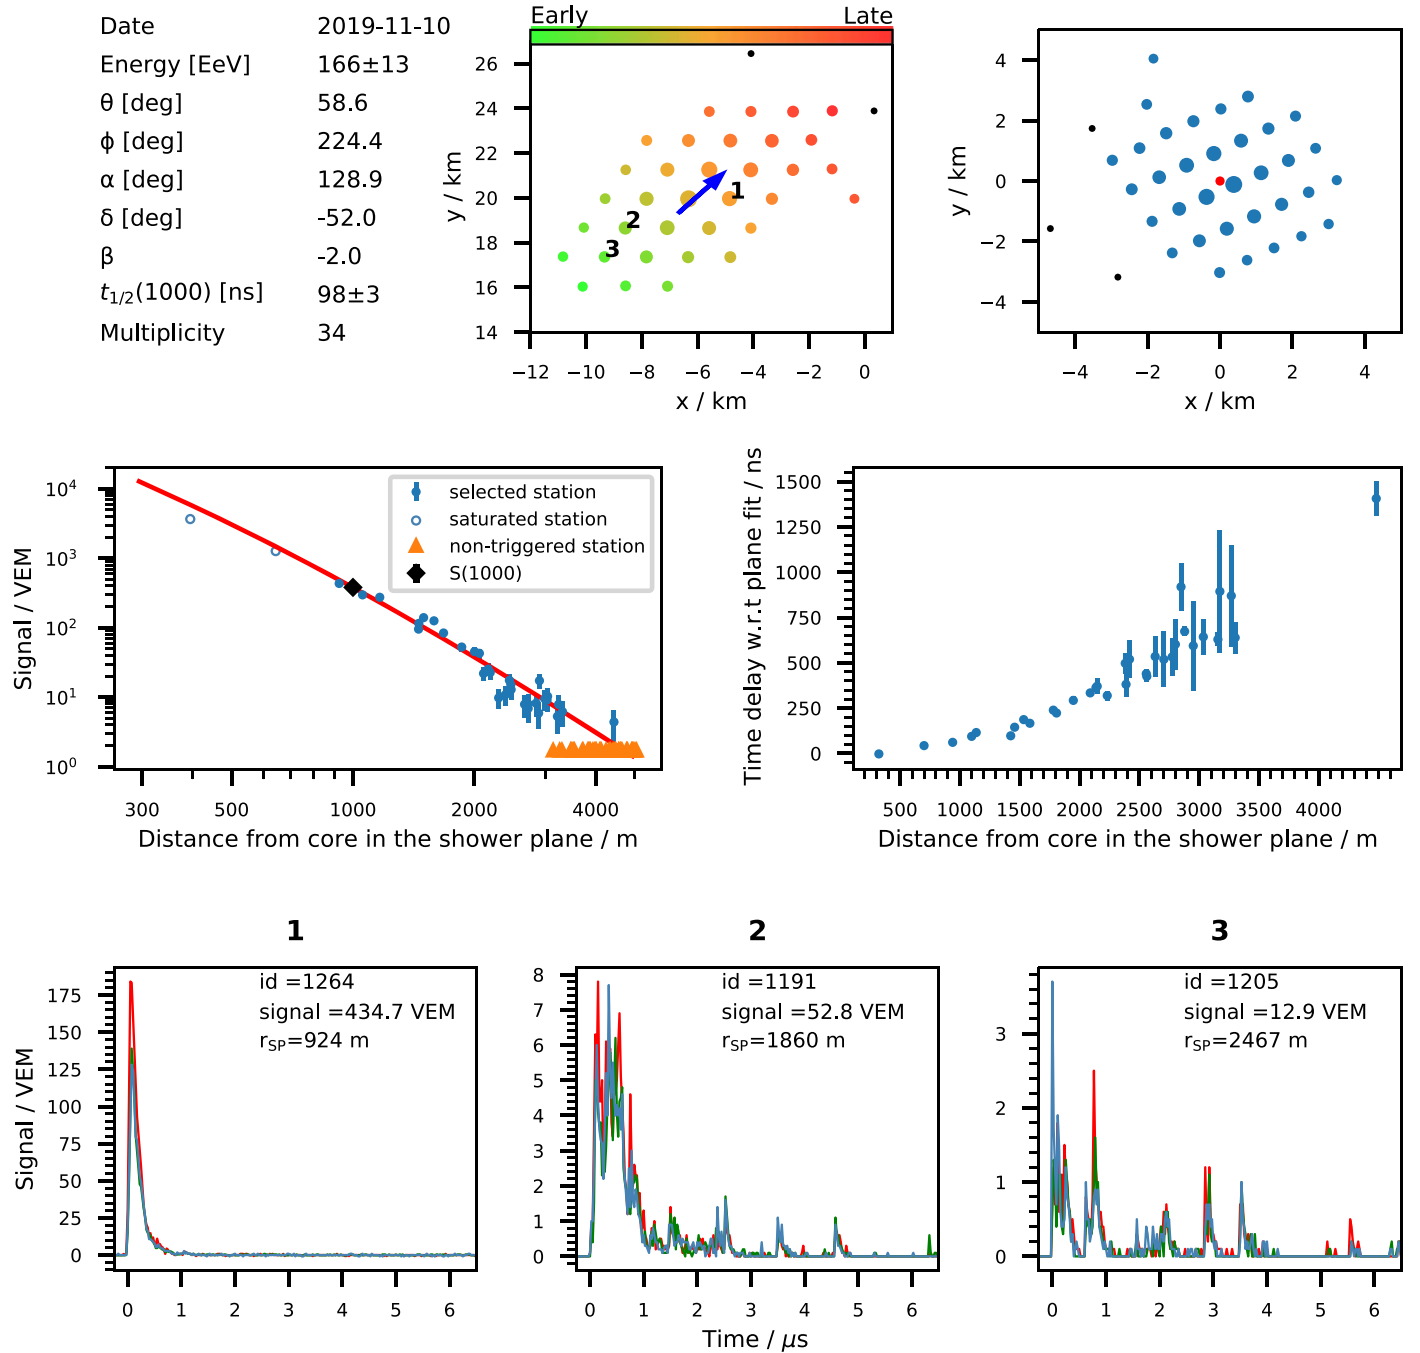 Date 2019-11-10
Energy [EeV] 166±13
θ [deg] 58.6
ϕ [deg] 224.4
α [deg] 128.9
δ [deg] -52.0
β -2.0
t1/2(1000) [ns] 98±3
Multiplicity 34
Early Late
26
24
22
20
18
16
14
y / km
1
2
3
−12 −10 −8 −6 −4 −2 0
x / km
4
2
0
−2
−4
y / km
−4 −2 0 2 4
x / km
10^4
10^3
10^2
10^1
10^0
Signal / VEM
selected station
saturated station
non-triggered station
S(1000)
300 500 1000 2000 4000
Distance from core in the shower plane / m
1500
1250
1000
750
500
250
0
Time delay w.r.t plane fit / ns
500 1000 1500 2000 2500 3000 3500 4000
Distance from core in the shower plane / m
1
id =1264
signal =434.7 VEM
rSP=924 m
175
150
125
100
75
50
25
0
Signal / VEM
0 1 2 3 4 5 6
2
id =1191
signal =52.8 VEM
rSP=1860 m
8
7
6
5
4
3
2
1
0
0 1 2 3 4 5 6
Time / μs
3
id =1205
signal =12.9 VEM
rSP=2467 m
3
2
1
0
0 1 2 3 4 5 6